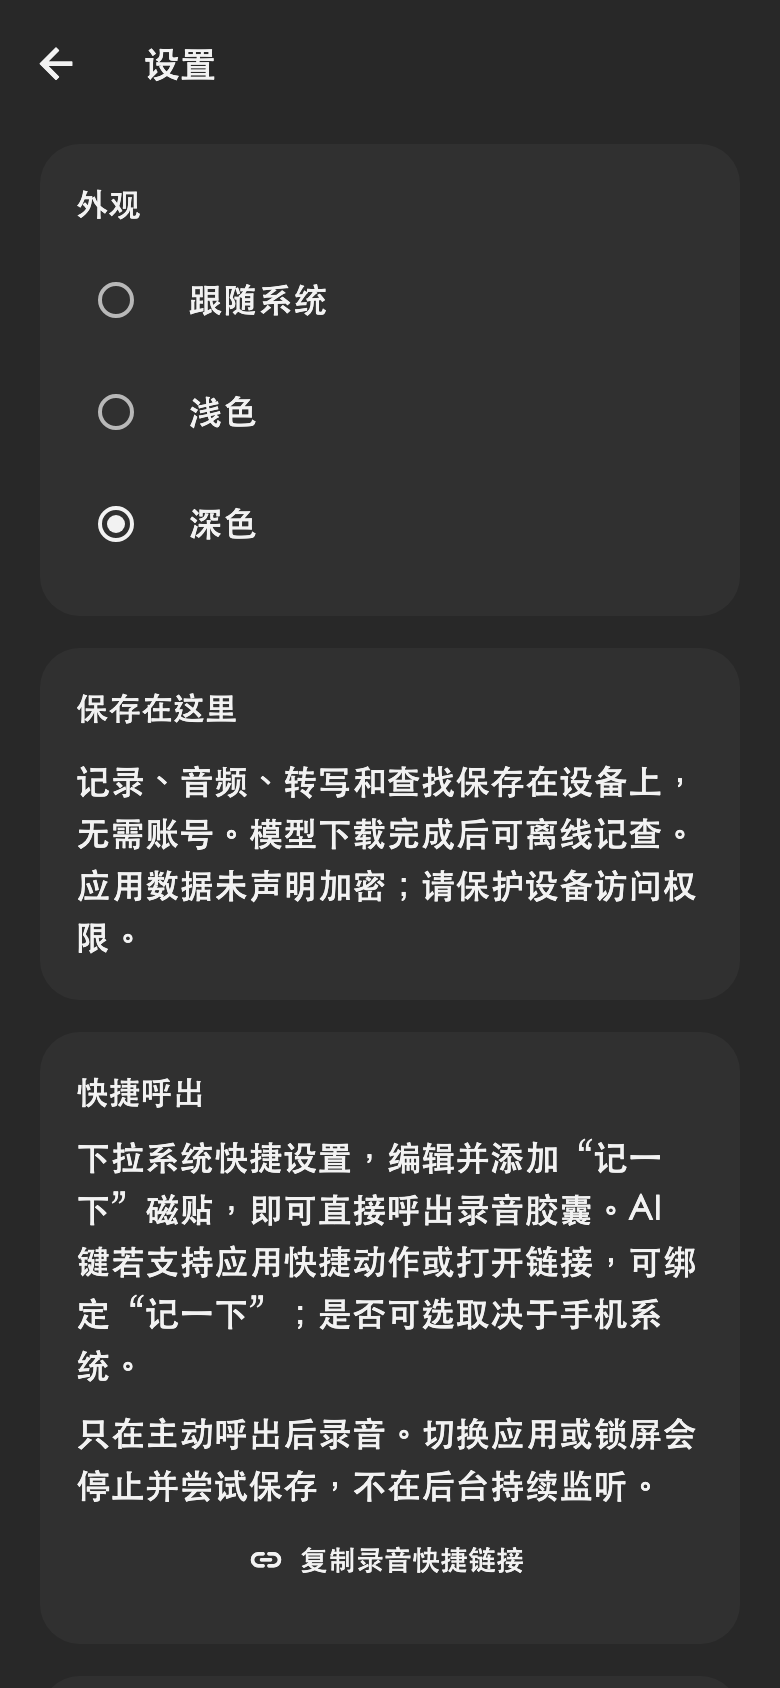 设置
外观
跟随系统
浅色
深色
保存在这里
记录、音频、转写和查找保存在设备上，
无需账号。模型下载完成后可离线记查。
应用数据未声明加密；请保护设备访问权
限。
快捷呼出
下拉系统快捷设置，编辑并添加“记一
下”磁贴，即可直接呼出录音胶囊。AI
键若支持应用快捷动作或打开链接，可绑
定“记一下”；是否可选取决于手机系
统。
只在主动呼出后录音。切换应用或锁屏会
停止并尝试保存，不在后台持续监听。
复制录音快捷链接